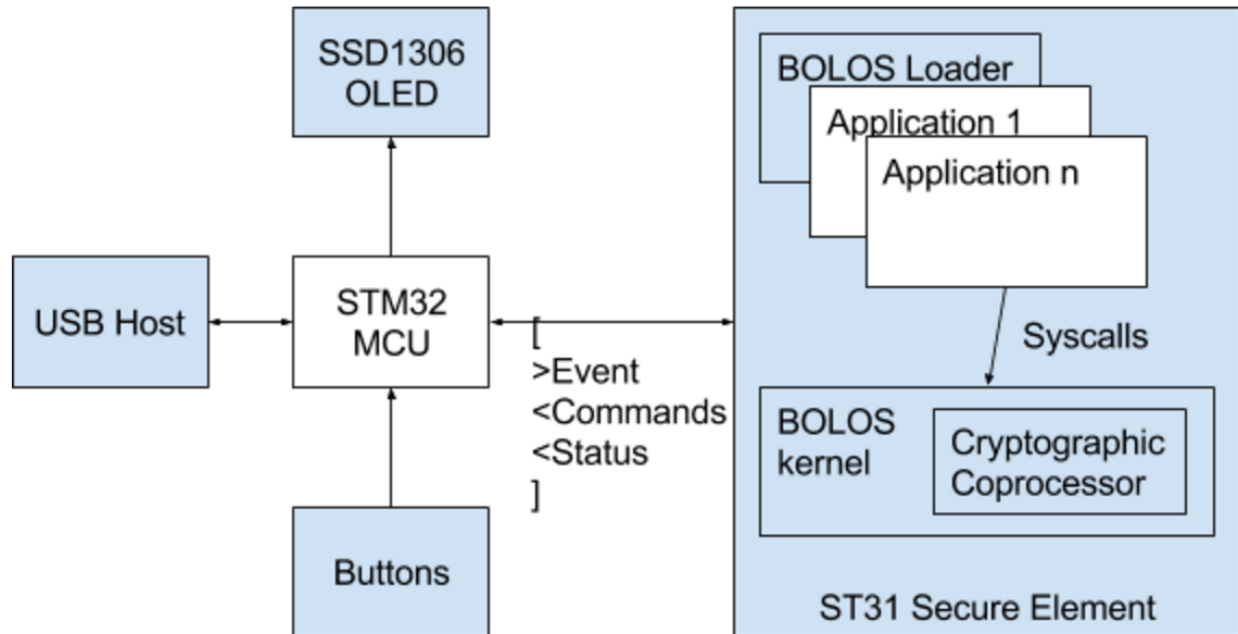 SSD1306
OLED
USB Host
STM32
MCU
Buttons
[
>Event
<Commands
<Status
]
BOLOS Loader
Application 1
Application n
Syscalls
BOLOS
kernel
Cryptographic
Coprocessor
ST31 Secure Element